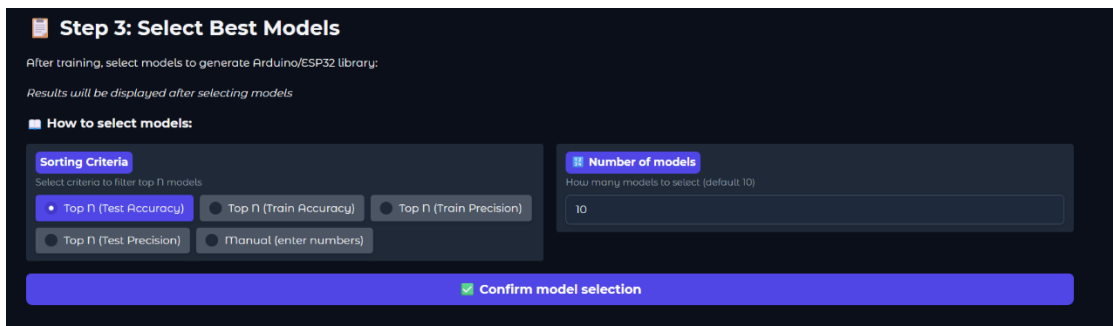 📋 Step 3: Select Best Models
After training, select models to generate Arduino/ESP32 library:
Results will be displayed after selecting models
📖 How to select models:
Sorting Criteria
Select criteria to filter top N models
Top N (Test Accuracy)
Top N (Train Accuracy)
Top N (Train Precision)
Top N (Test Precision)
Manual (enter numbers)
🔢 Number of models
How many models to select (default 10)
10
✅ Confirm model selection